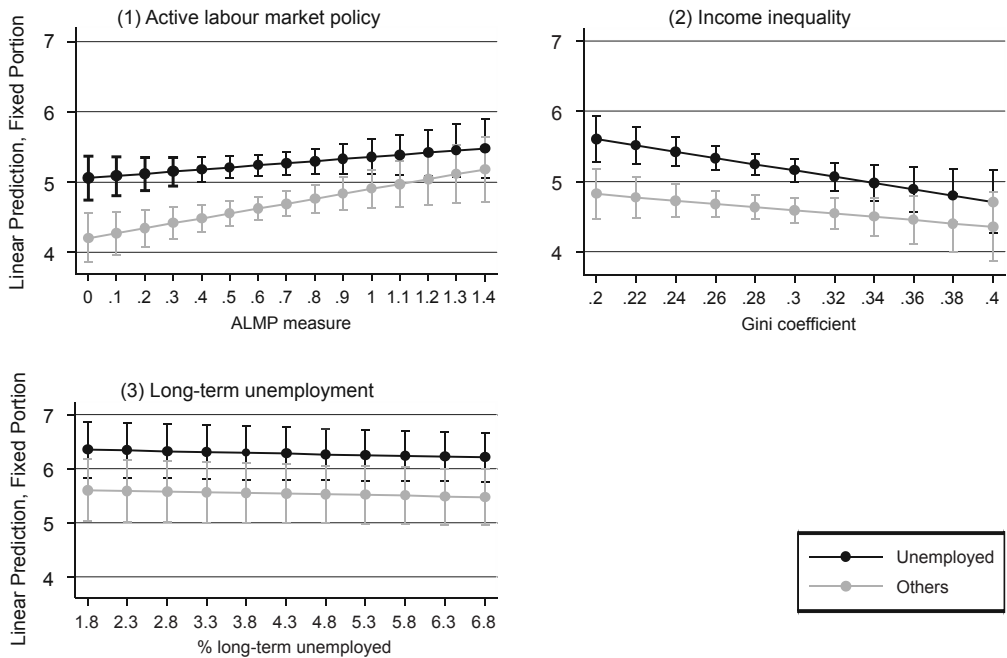 (1) Active labour market policy
Linear Prediction, Fixed Portion
7
6
5
4
0 .1 .2 .3 .4 .5 .6 .7 .8 .9 1 1.1 1.2 1.3 1.4
ALMP measure
(2) Income inequality
7
6
5
4
.2 .22 .24 .26 .28 .3 .32 .34 .36 .38 .4
Gini coefficient
(3) Long-term unemployment
Linear Prediction, Fixed Portion
7
6
5
4
1.8 2.3 2.8 3.3 3.8 4.3 4.8 5.3 5.8 6.3 6.8
% long-term unemployed
Unemployed
Others